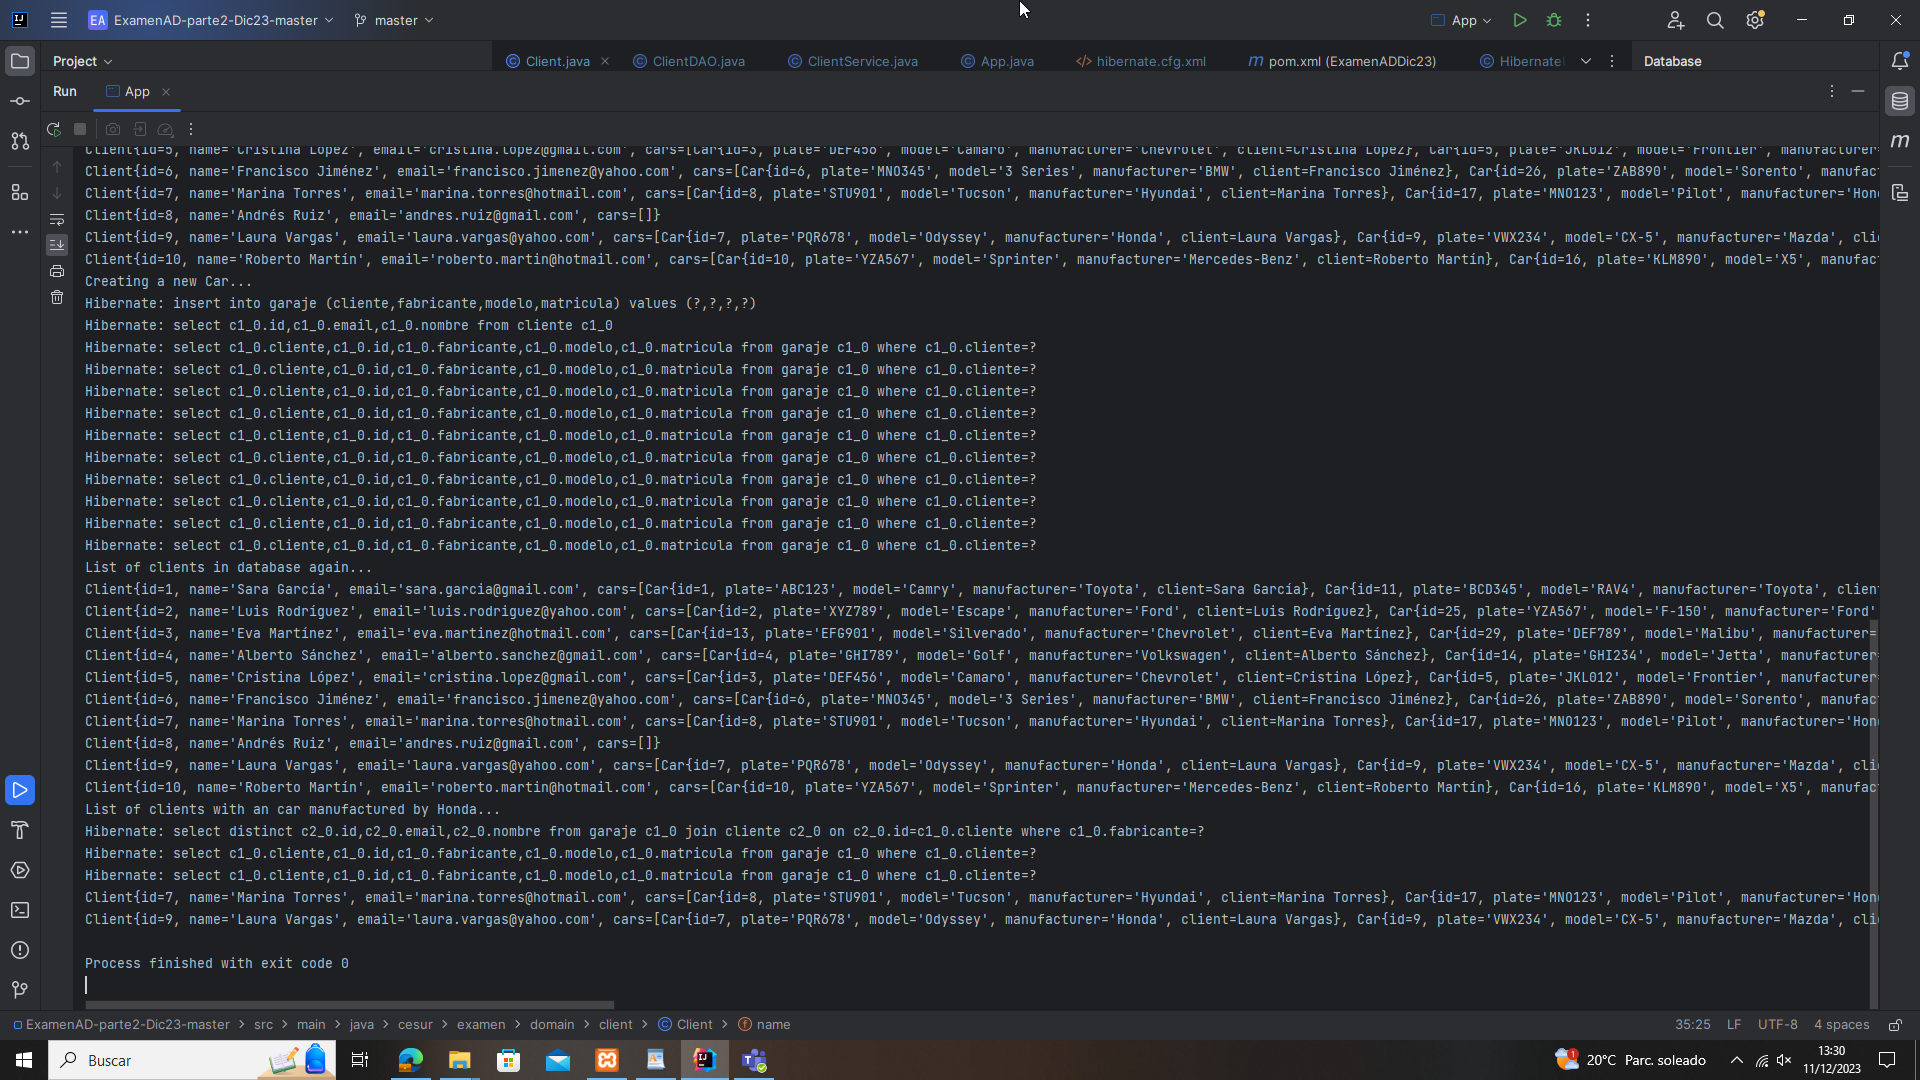 EA ExamenAD-parte2-Dic23-master master App
Project Client.java ClientDAO.java ClientService.java App.java hibernate.cfg.xml pom.xml (ExamenADDic23) Hibernate Database
Run App
Client{id=5, name='Cristina López', email='cristina.lopez@gmail.com', cars=[Car{id=3, plate='DEF456', model='Camaro', manufacturer='Chevrolet', client=Cristina López}, Car{id=5, plate='JKL012', model='Frontier', manufacturer=
Client{id=6, name='Francisco Jiménez', email='francisco.jimenez@yahoo.com', cars=[Car{id=6, plate='MNO345', model='3 Series', manufacturer='BMW', client=Francisco Jiménez}, Car{id=26, plate='ZAB890', model='Sorento', manufac
Client{id=7, name='Marina Torres', email='marina.torres@hotmail.com', cars=[Car{id=8, plate='STU901', model='Tucson', manufacturer='Hyundai', client=Marina Torres}, Car{id=17, plate='MNO123', model='Pilot', manufacturer='Hon
Client{id=8, name='Andrés Ruiz', email='andres.ruiz@gmail.com', cars=[]}
Client{id=9, name='Laura Vargas', email='laura.vargas@yahoo.com', cars=[Car{id=7, plate='PQR678', model='Odyssey', manufacturer='Honda', client=Laura Vargas}, Car{id=9, plate='VWX234', model='CX-5', manufacturer='Mazda', cli
Client{id=10, name='Roberto Martín', email='roberto.martin@hotmail.com', cars=[Car{id=10, plate='YZA567', model='Sprinter', manufacturer='Mercedes-Benz', client=Roberto Martín}, Car{id=16, plate='KLM890', model='X5', manufac
Creating a new Car...
Hibernate: insert into garaje (cliente,fabricante,modelo,matricula) values (?,?,?,?)
Hibernate: select c1_0.id,c1_0.email,c1_0.nombre from cliente c1_0
Hibernate: select c1_0.cliente,c1_0.id,c1_0.fabricante,c1_0.modelo,c1_0.matricula from garaje c1_0 where c1_0.cliente=?
Hibernate: select c1_0.cliente,c1_0.id,c1_0.fabricante,c1_0.modelo,c1_0.matricula from garaje c1_0 where c1_0.cliente=?
Hibernate: select c1_0.cliente,c1_0.id,c1_0.fabricante,c1_0.modelo,c1_0.matricula from garaje c1_0 where c1_0.cliente=?
Hibernate: select c1_0.cliente,c1_0.id,c1_0.fabricante,c1_0.modelo,c1_0.matricula from garaje c1_0 where c1_0.cliente=?
Hibernate: select c1_0.cliente,c1_0.id,c1_0.fabricante,c1_0.modelo,c1_0.matricula from garaje c1_0 where c1_0.cliente=?
Hibernate: select c1_0.cliente,c1_0.id,c1_0.fabricante,c1_0.modelo,c1_0.matricula from garaje c1_0 where c1_0.cliente=?
Hibernate: select c1_0.cliente,c1_0.id,c1_0.fabricante,c1_0.modelo,c1_0.matricula from garaje c1_0 where c1_0.cliente=?
Hibernate: select c1_0.cliente,c1_0.id,c1_0.fabricante,c1_0.modelo,c1_0.matricula from garaje c1_0 where c1_0.cliente=?
Hibernate: select c1_0.cliente,c1_0.id,c1_0.fabricante,c1_0.modelo,c1_0.matricula from garaje c1_0 where c1_0.cliente=?
Hibernate: select c1_0.cliente,c1_0.id,c1_0.fabricante,c1_0.modelo,c1_0.matricula from garaje c1_0 where c1_0.cliente=?
List of clients in database again...
Client{id=1, name='Sara García', email='sara.garcia@gmail.com', cars=[Car{id=1, plate='ABC123', model='Camry', manufacturer='Toyota', client=Sara García}, Car{id=11, plate='BCD345', model='RAV4', manufacturer='Toyota', clien
Client{id=2, name='Luis Rodríguez', email='luis.rodriguez@yahoo.com', cars=[Car{id=2, plate='XYZ789', model='Escape', manufacturer='Ford', client=Luis Rodríguez}, Car{id=25, plate='YZA567', model='F-150', manufacturer='Ford'
Client{id=3, name='Eva Martínez', email='eva.martinez@hotmail.com', cars=[Car{id=13, plate='EFG901', model='Silverado', manufacturer='Chevrolet', client=Eva Martínez}, Car{id=29, plate='DEF789', model='Malibu', manufacturer=
Client{id=4, name='Alberto Sánchez', email='alberto.sanchez@gmail.com', cars=[Car{id=4, plate='GHI789', model='Golf', manufacturer='Volkswagen', client=Alberto Sánchez}, Car{id=14, plate='GHI234', model='Jetta', manufacturer
Client{id=5, name='Cristina López', email='cristina.lopez@gmail.com', cars=[Car{id=3, plate='DEF456', model='Camaro', manufacturer='Chevrolet', client=Cristina López}, Car{id=5, plate='JKL012', model='Frontier', manufacturer=
Client{id=6, name='Francisco Jiménez', email='francisco.jimenez@yahoo.com', cars=[Car{id=6, plate='MNO345', model='3 Series', manufacturer='BMW', client=Francisco Jiménez}, Car{id=26, plate='ZAB890', model='Sorento', manufac
Client{id=7, name='Marina Torres', email='marina.torres@hotmail.com', cars=[Car{id=8, plate='STU901', model='Tucson', manufacturer='Hyundai', client=Marina Torres}, Car{id=17, plate='MNO123', model='Pilot', manufacturer='Hon
Client{id=8, name='Andrés Ruiz', email='andres.ruiz@gmail.com', cars=[]}
Client{id=9, name='Laura Vargas', email='laura.vargas@yahoo.com', cars=[Car{id=7, plate='PQR678', model='Odyssey', manufacturer='Honda', client=Laura Vargas}, Car{id=9, plate='VWX234', model='CX-5', manufacturer='Mazda', cli
Client{id=10, name='Roberto Martín', email='roberto.martin@hotmail.com', cars=[Car{id=10, plate='YZA567', model='Sprinter', manufacturer='Mercedes-Benz', client=Roberto Martín}, Car{id=16, plate='KLM890', model='X5', manufac
List of clients with an car manufactured by Honda...
Hibernate: select distinct c2_0.id,c2_0.email,c2_0.nombre from garaje c1_0 join cliente c2_0 on c2_0.id=c1_0.cliente where c1_0.fabricante=?
Hibernate: select c1_0.cliente,c1_0.id,c1_0.fabricante,c1_0.modelo,c1_0.matricula from garaje c1_0 where c1_0.cliente=?
Hibernate: select c1_0.cliente,c1_0.id,c1_0.fabricante,c1_0.modelo,c1_0.matricula from garaje c1_0 where c1_0.cliente=?
Client{id=7, name='Marina Torres', email='marina.torres@hotmail.com', cars=[Car{id=8, plate='STU901', model='Tucson', manufacturer='Hyundai', client=Marina Torres}, Car{id=17, plate='MNO123', model='Pilot', manufacturer='Hon
Client{id=9, name='Laura Vargas', email='laura.vargas@yahoo.com', cars=[Car{id=7, plate='PQR678', model='Odyssey', manufacturer='Honda', client=Laura Vargas}, Car{id=9, plate='VWX234', model='CX-5', manufacturer='Mazda', cli
Process finished with exit code 0
ExamenAD-parte2-Dic23-master > src > main > java > cesur > examen > domain > client > Client > name 35:25 LF UTF-8 4 spaces
Buscar 20°C Parc. soleado 13:30
11/12/2023